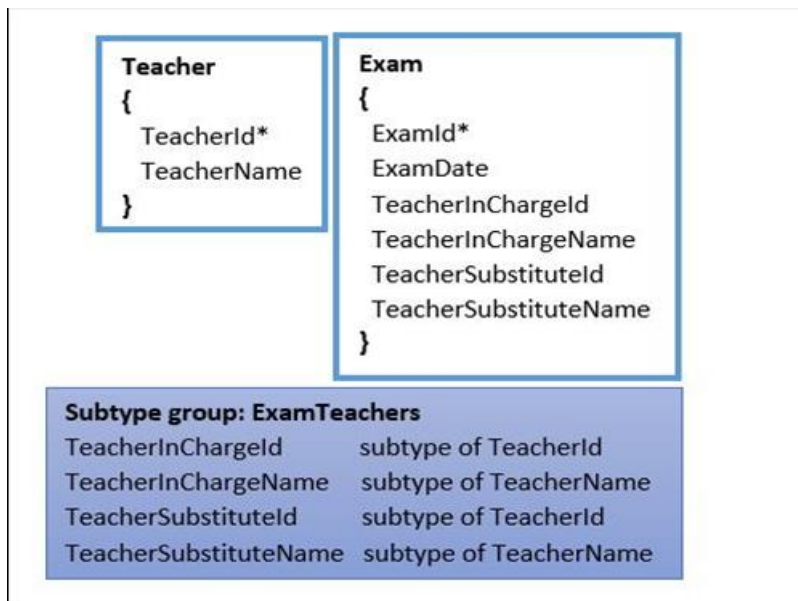 Teacher
{
TeacherId*
TeacherName
}
Exam
{
ExamId*
ExamDate
TeacherInChargeId
TeacherInChargeName
TeacherSubstituteId
TeacherSubstituteName
}
Subtype group: ExamTeachers
TeacherInChargeId subtype of TeacherId
TeacherInChargeName subtype of TeacherName
TeacherSubstituteId subtype of TeacherId
TeacherSubstituteName subtype of TeacherName